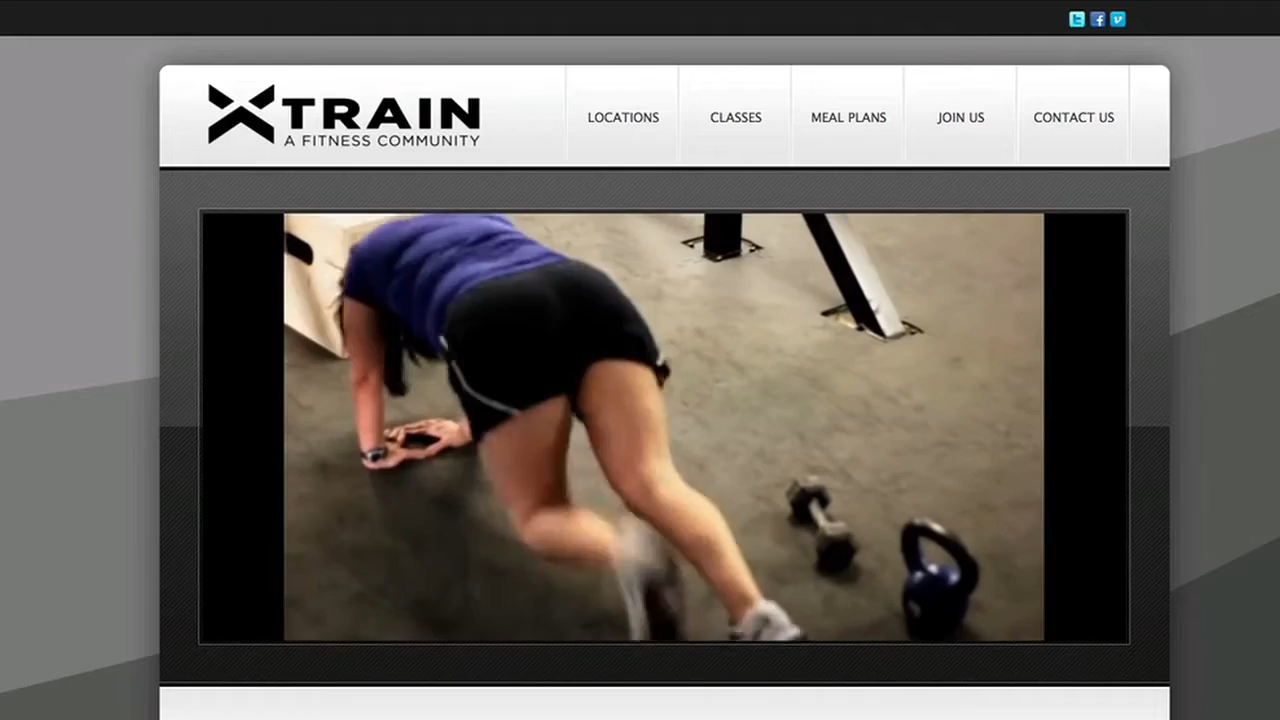 XTRAIN
A FITNESS COMMUNITY
LOCATIONS
CLASSES
MEAL PLANS
JOIN US
CONTACT US